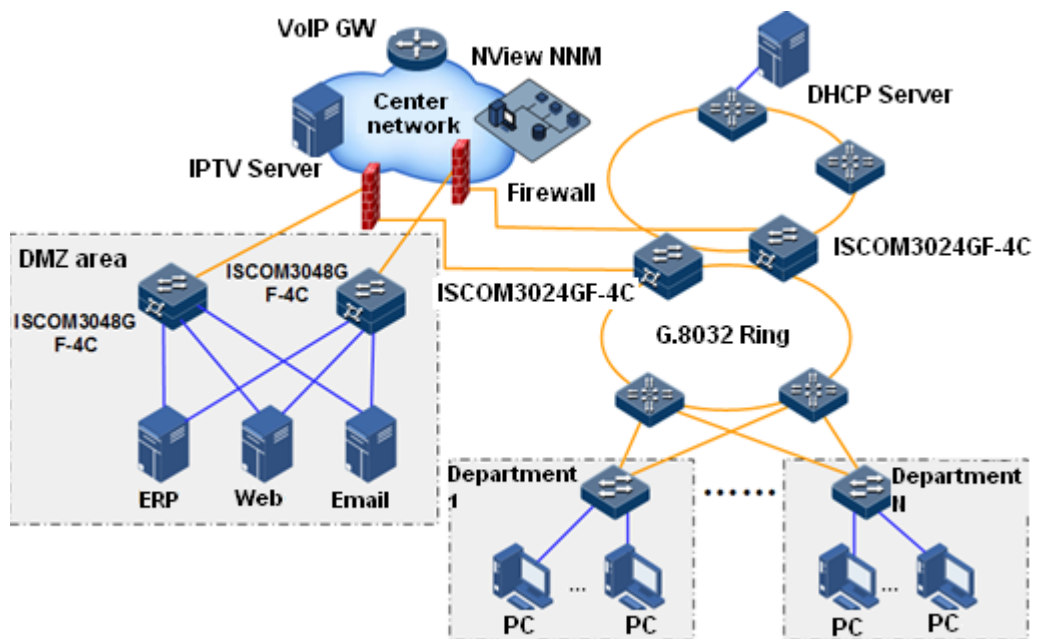 VoIP GW
NView NNM
Center
network
IPTV Server
DHCP Server
Firewall
DMZ area
ISCOM3048G
F-4C
ISCOM3048G
F-4C
ISCOM3024GF-4C
ISCOM3024GF-4C
G.8032 Ring
ERP
Web
Email
Department
1
......
Department
N
...
...
PC
PC
PC
PC